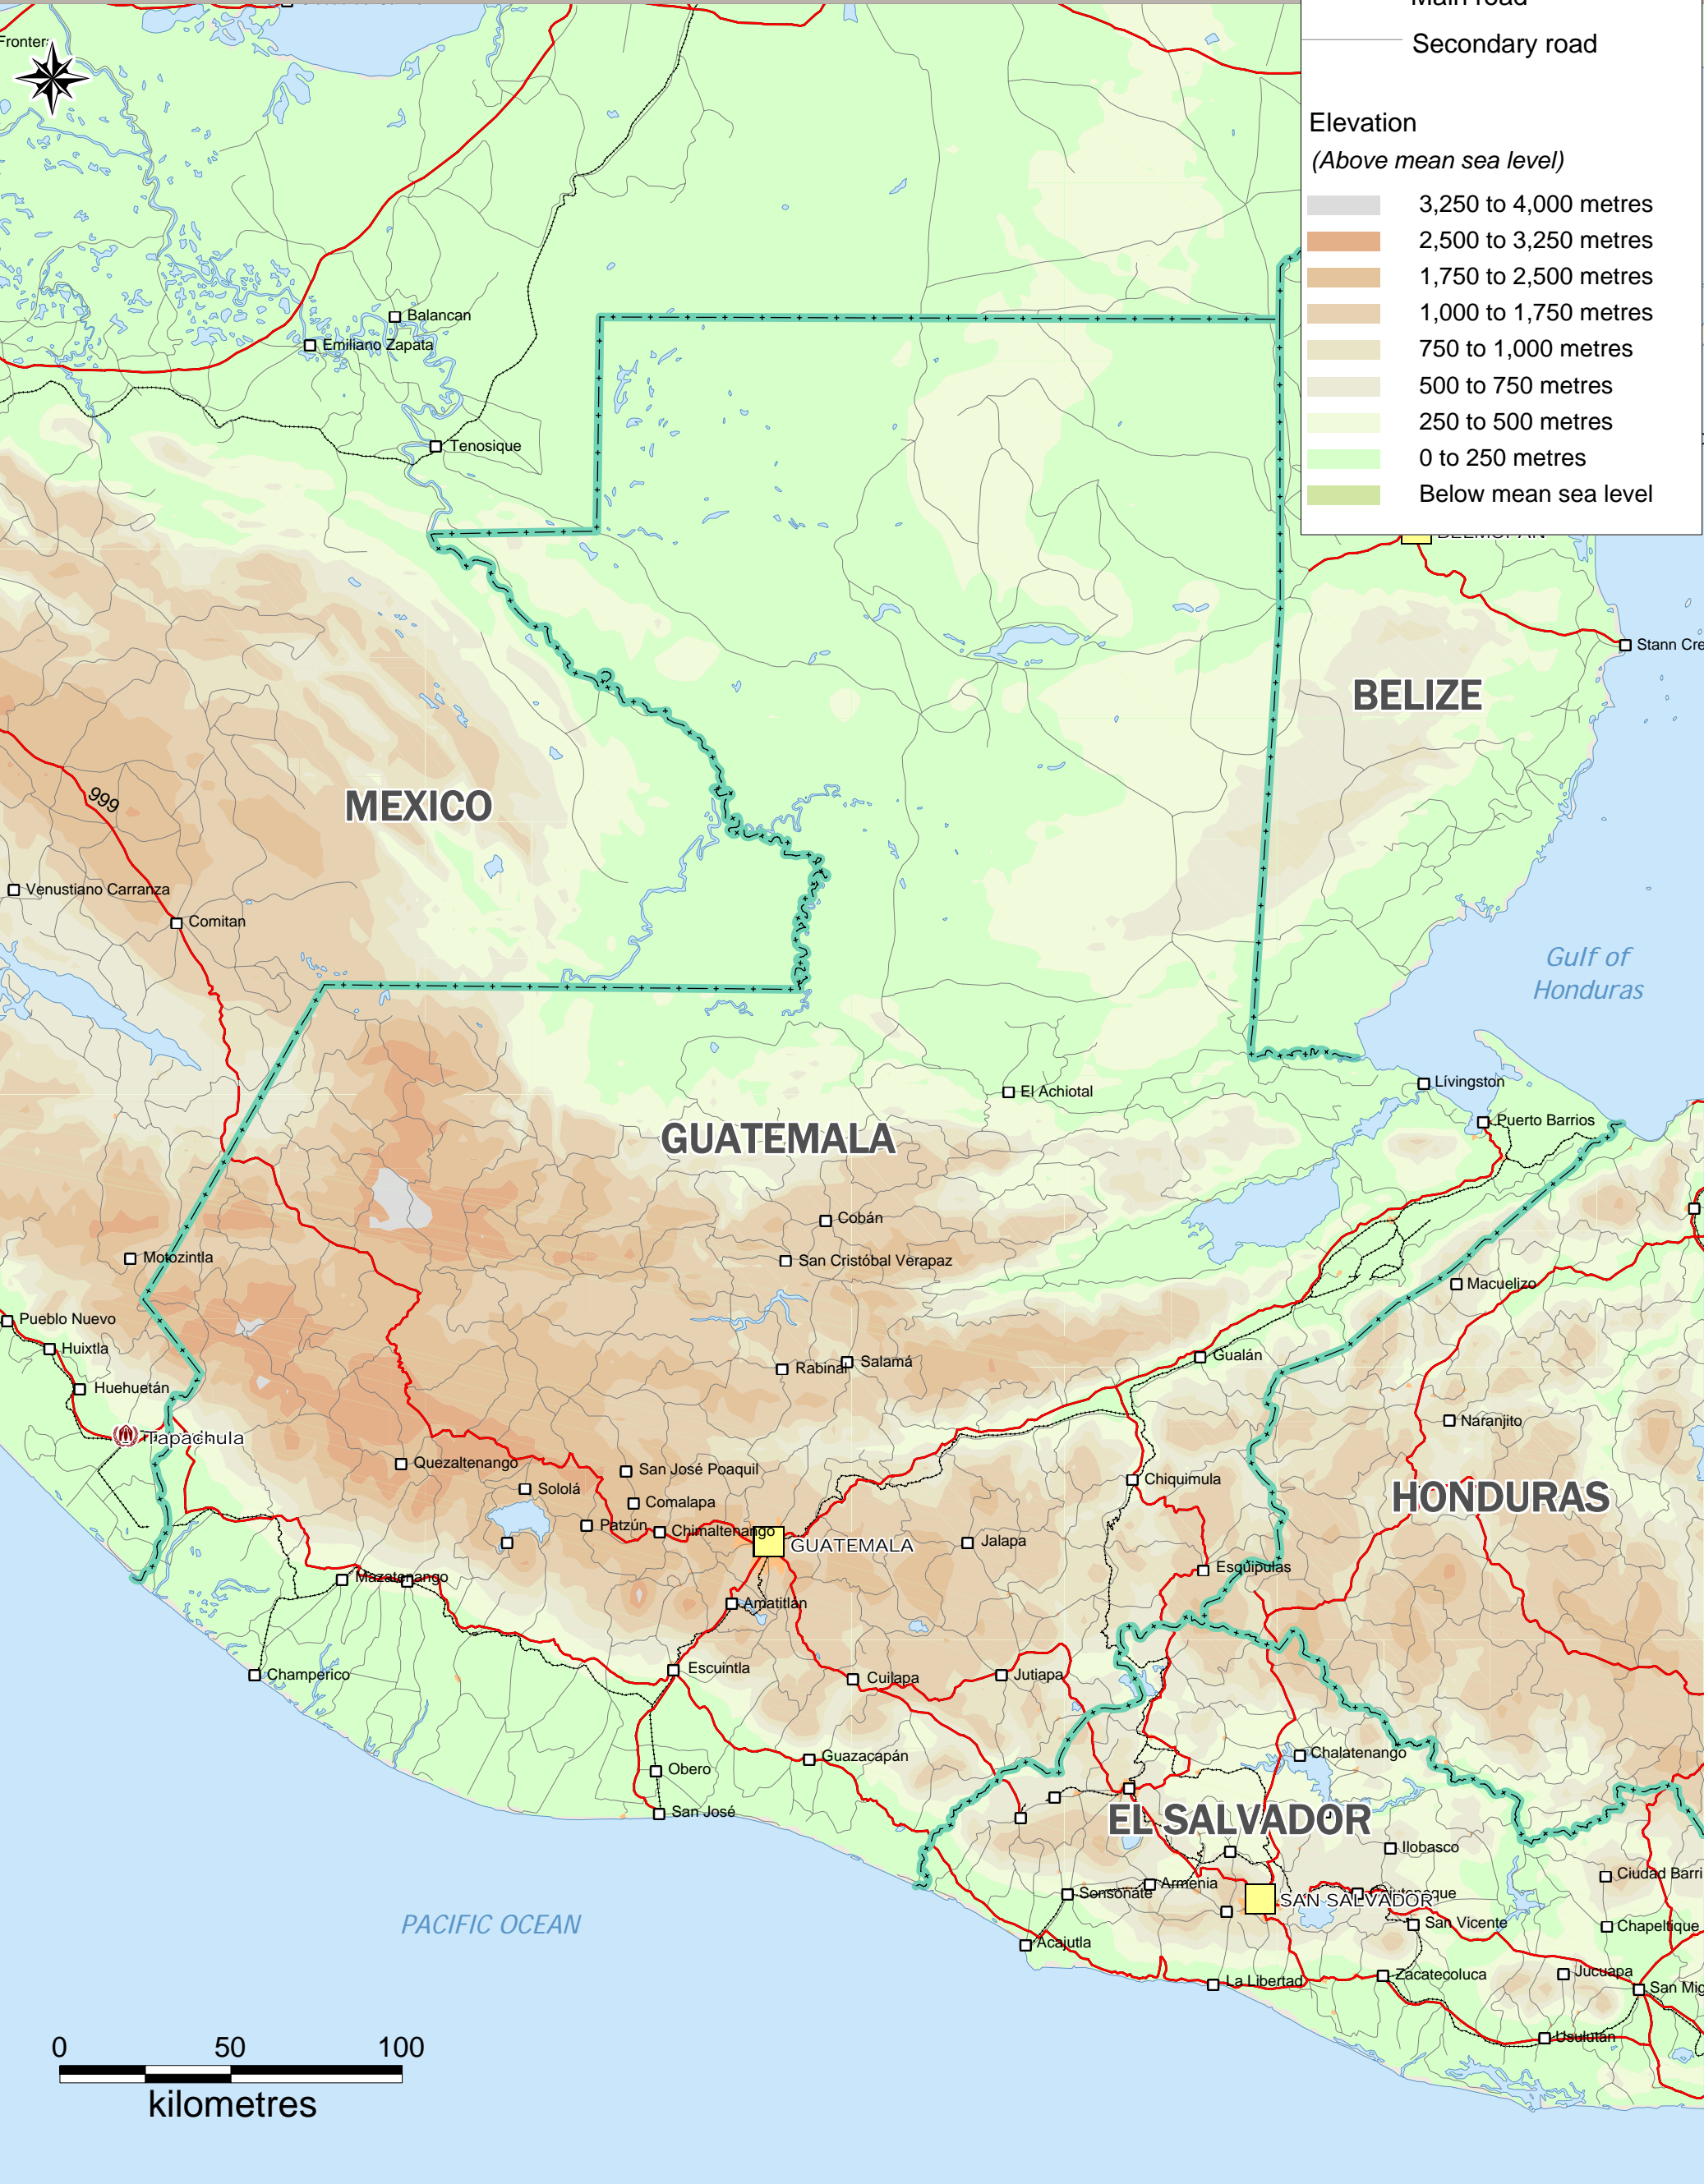 Main road
Secondary road
Elevation
(Above mean sea level)
3,250 to 4,000 metres
2,500 to 3,250 metres
1,750 to 2,500 metres
1,000 to 1,750 metres
750 to 1,000 metres
500 to 750 metres
250 to 500 metres
0 to 250 metres
Below mean sea level
Balancan
Emiliano Zapata
Tenosique
BELMOPAN
Stann Cre
BELIZE
MEXICO
999
Venustiano Carranza
Comitan
Gulf of
Honduras
El Achiotal
Lívingston
Puerto Barrios
GUATEMALA
Cobán
San Cristóbal Verapaz
Motozintla
Macuelizo
Pueblo Nuevo
Huixtla
Huehuetán
Rabinal
Salamá
Gualán
Tapachula
Naranjito
Quezaltenango
San José Poaquil
Sololá
Comalapa
Chiquimula
HONDURAS
Patzún
Chimaltenango
GUATEMALA
Jalapa
Esquipulas
Mazatenango
Amatitlán
Champerico
Escuintla
Cuilapa
Jutiapa
Guazacapán
Chalatenango
Obero
San José
EL SALVADOR
Ilobasco
Ciudad Barri
Sonsonate
Armenia
SAN SALVADOR
San Vicente
Chapeltique
PACIFIC OCEAN
Acajutla
La Libertad
Zacatecoluca
Jucuapa
San Mig
Usulután
0 50 100
kilometres